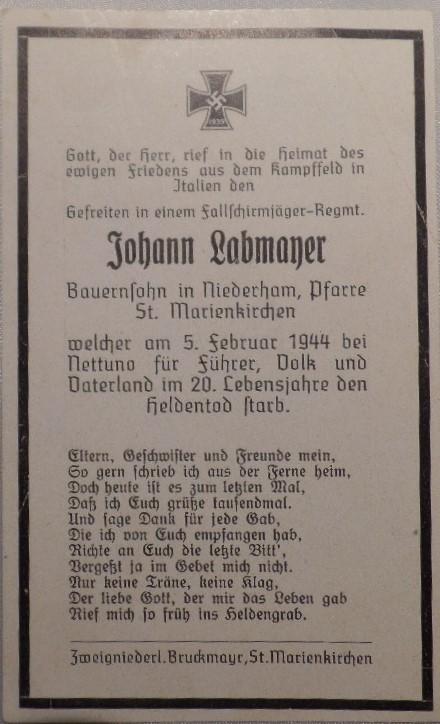 1939
Gott, der Herr, rief in die Heimat des
ewigen Friedens aus dem Kampffeld in
Italien den
Gefreiten in einem Fallschirmjäger-Regmt.
Johann Labmayer
Bauernsohn in Niederham, Pfarre
St. Marienkirchen
welcher am 5. Februar 1944 bei
Nettuno für Führer, Volk und
Vaterland im 20. Lebensjahre den
Heldentod starb.
Eltern, Geschwister und Freunde mein,
So gern schrieb ich aus der Ferne heim,
Doch heute ist es zum letzten Mal,
Daß ich Euch grüße tausendmal.
Und sage Dank für jede Gab,
Die ich von Euch empfangen hab,
Richte an Euch die letzte Bitt',
Vergeßt ja im Gebet mich nicht.
Nur keine Träne, keine Klag,
Der liebe Gott, der mir das Leben gab
Rief mich so früh ins Heldengrab.
Zweigniederl. Bruckmayr, St. Marienkirchen